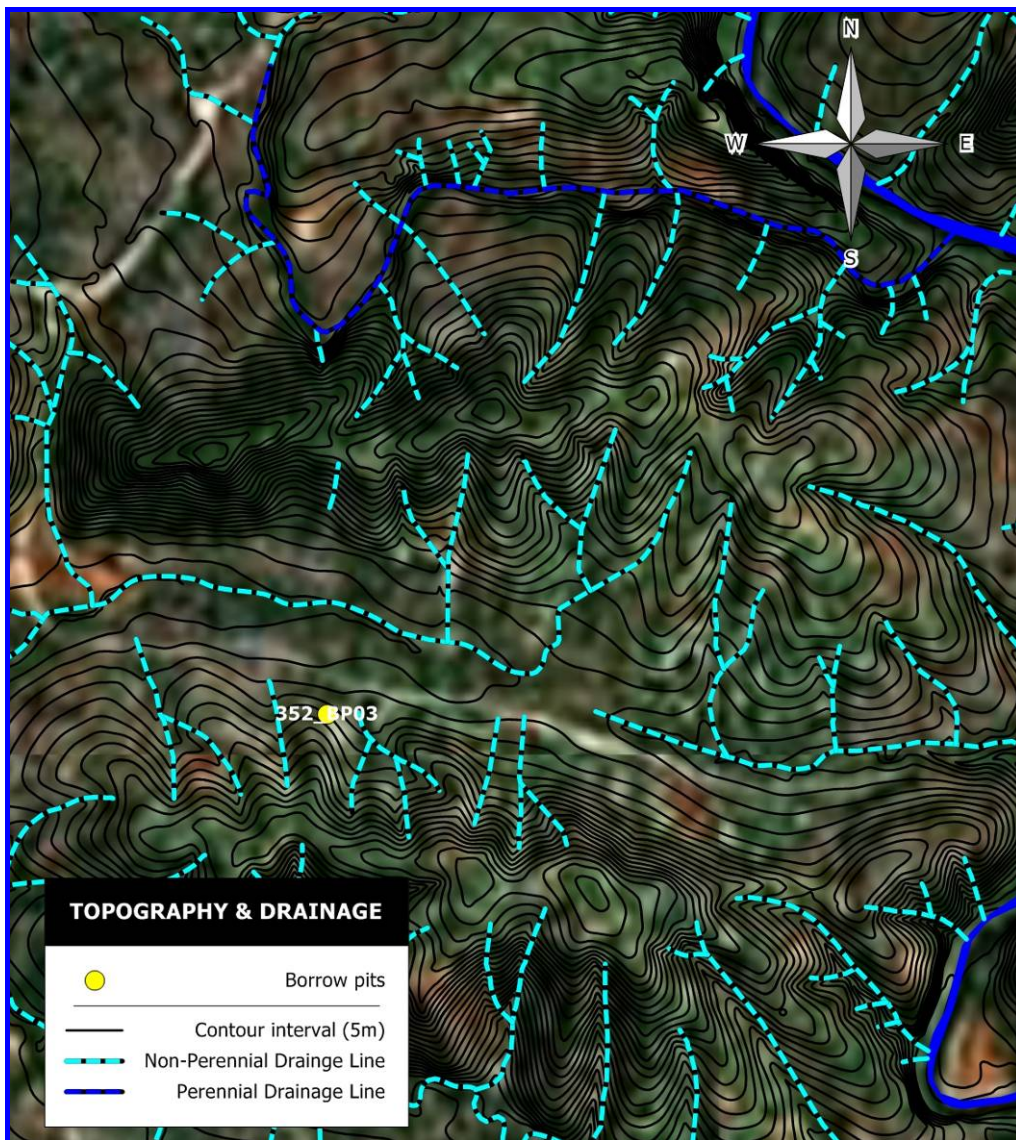 N
W
E
S
352_BP03
TOPOGRAPHY & DRAINAGE
Borrow pits
Contour interval (5m)
Non-Perennial Drainge Line
Perennial Drainage Line